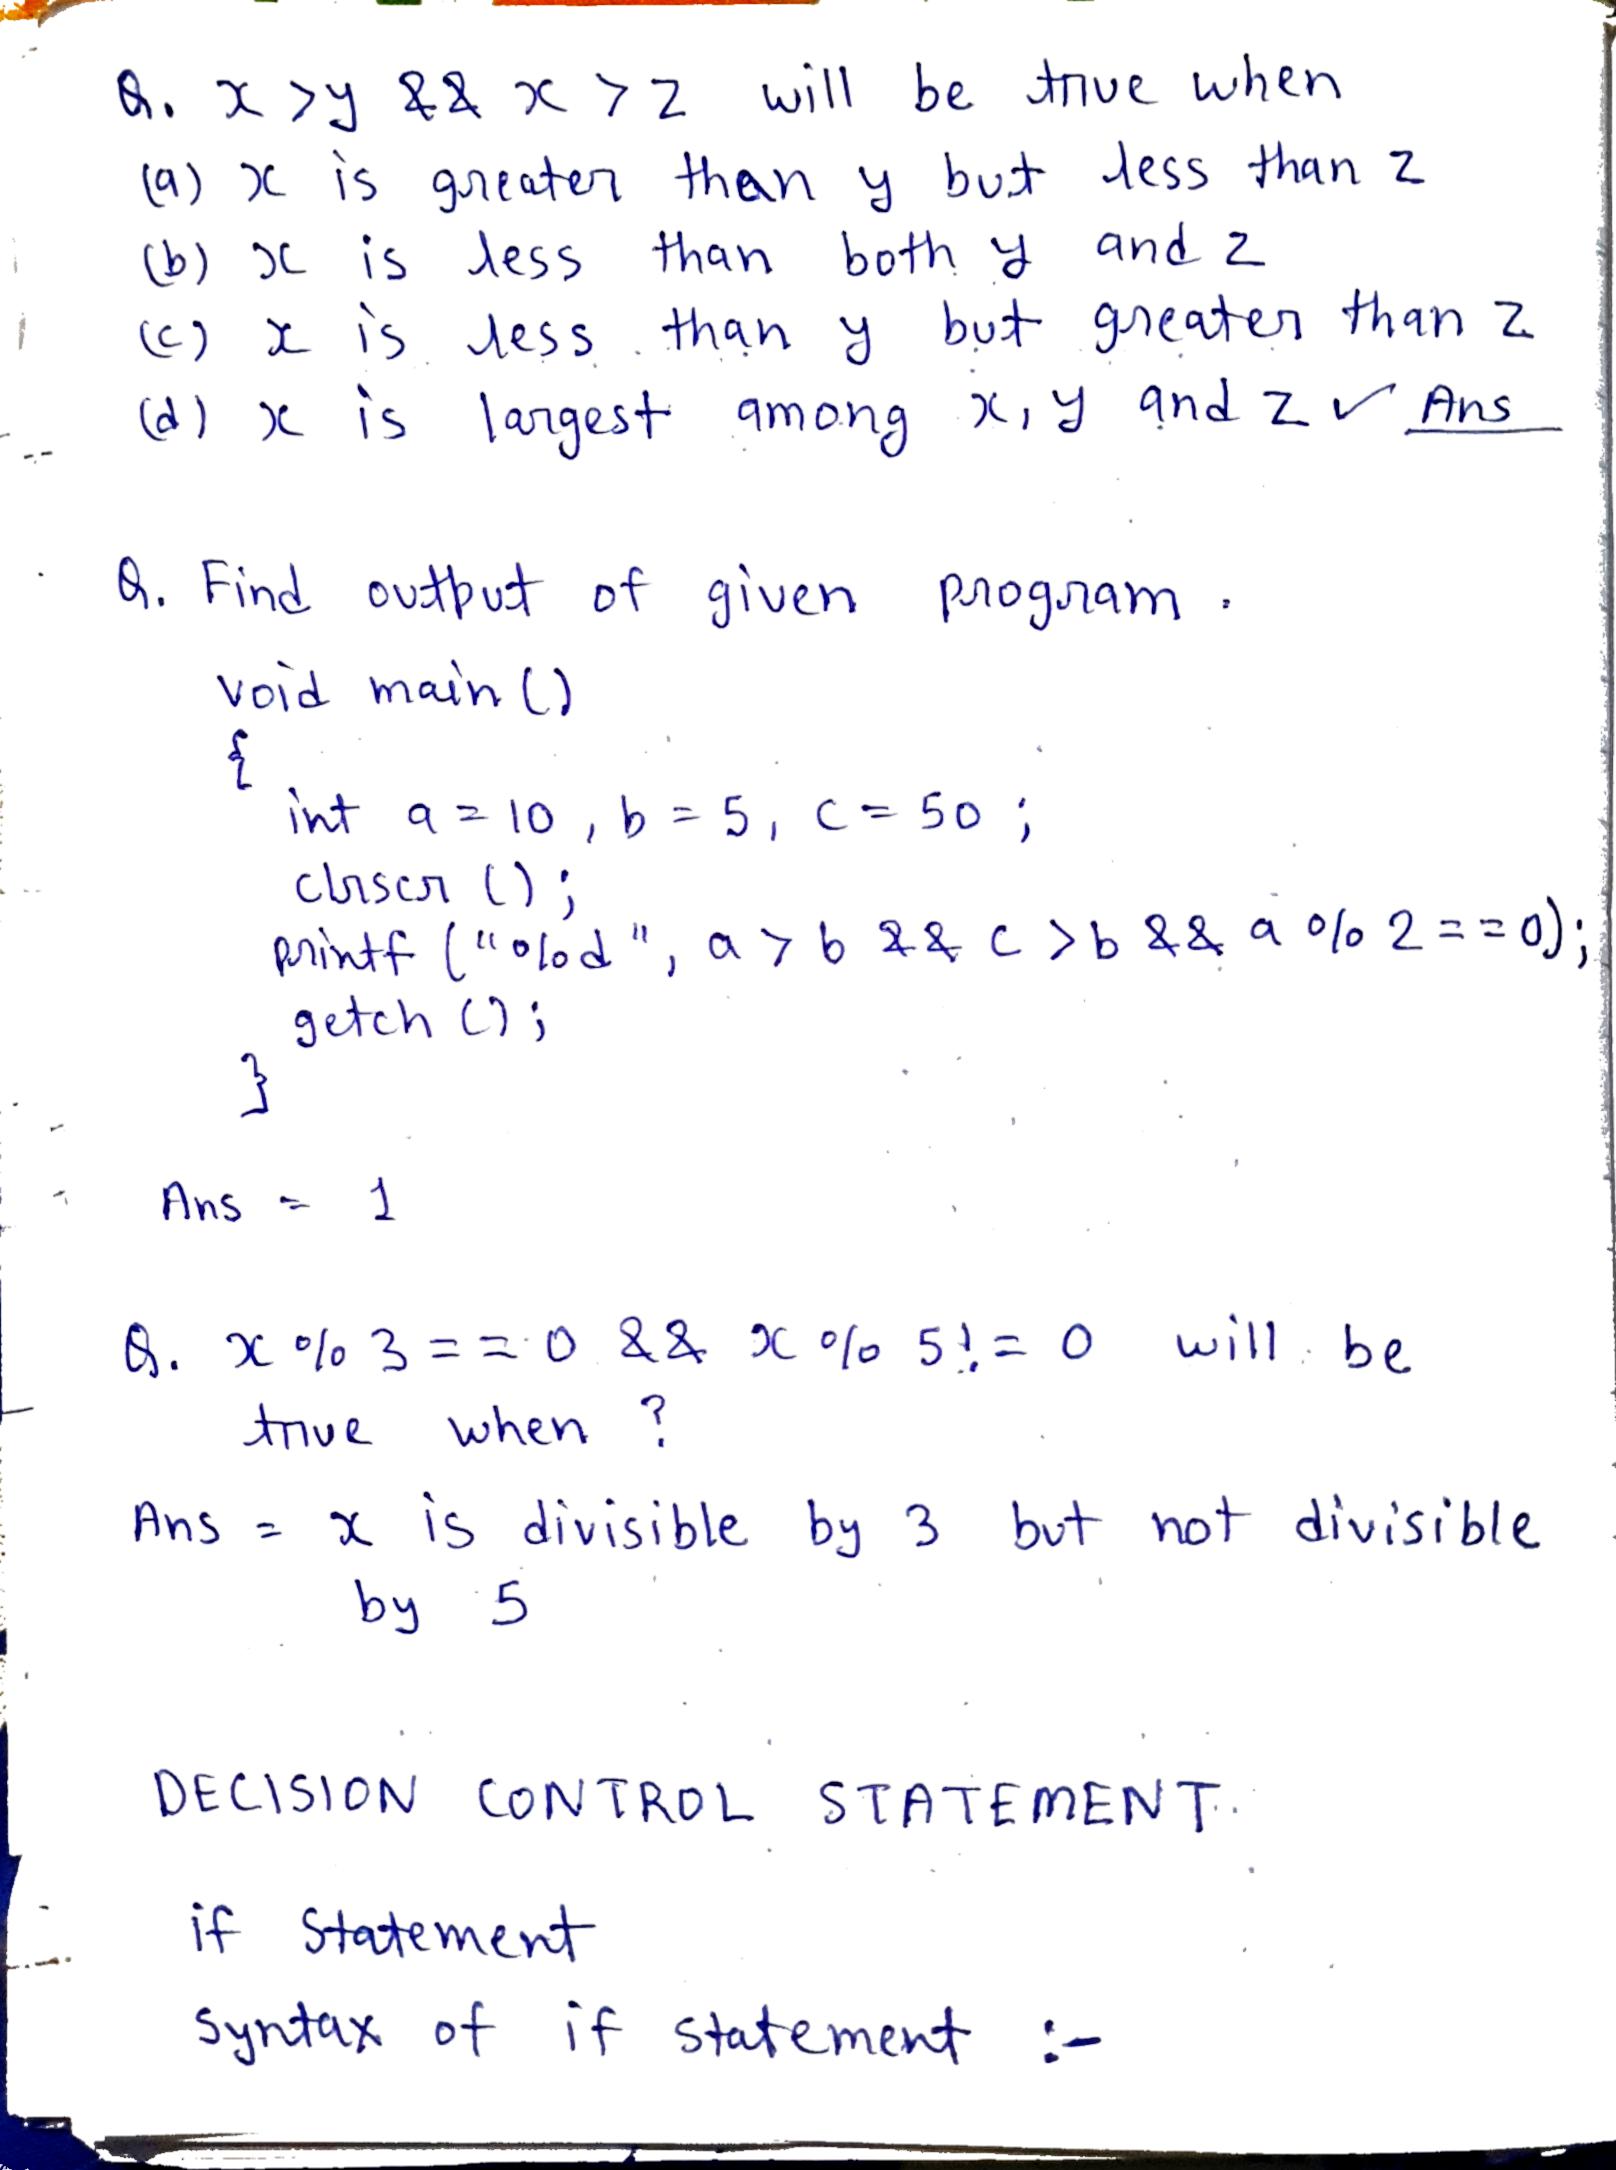 Q. x > y && x > z will be true when
(a) x is greater than y but less than z
(b) x is less than both y and z
(c) x is less than y but greater than z
(d) x is largest among x, y and z ✓ Ans
Q. Find output of given program.
void main ()
{
int a = 10, b = 5, c = 50 ;
clrscr () ;
printf ("%d", a > b && c > b && a % 2 == 0);
getch () ;
}
Ans = 1
Q. x % 3 == 0 && x % 5 != 0 will be
true when ?
Ans = x is divisible by 3 but not divisible
by 5
DECISION CONTROL STATEMENT.
if Statement
Syntax of if statement :-